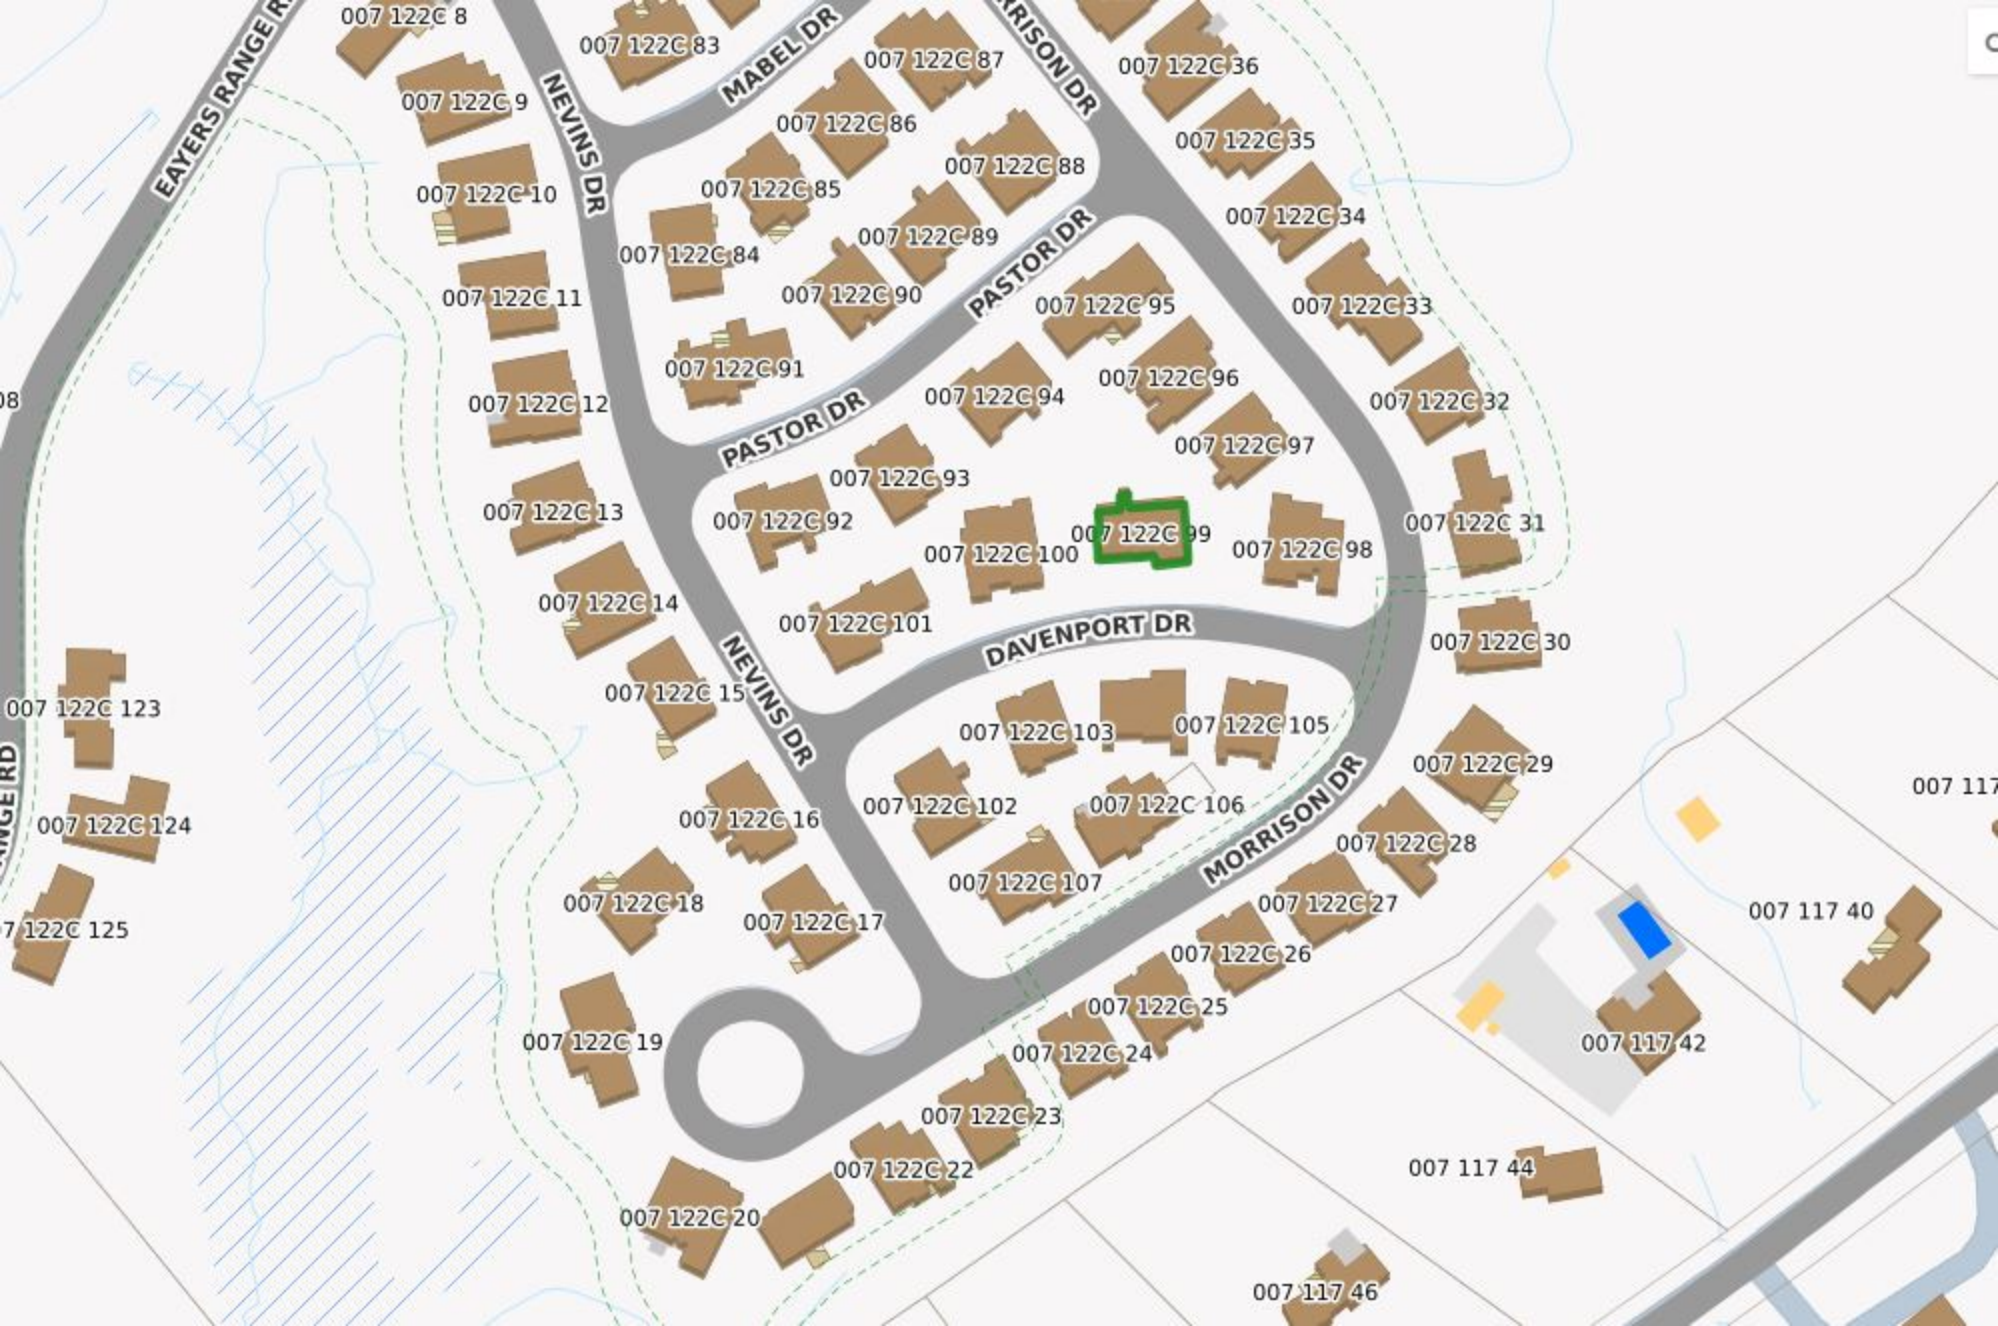 007 122C 8
007 122C 83
MABEL DR
007 122C 87
007 122C 36
EAYERS RANGE
007 122C 9
NEVINS DR
007 122C 86
RRISON DR
007 122C 35
007 122C 10
007 122C 85
007 122C 88
007 122C 34
007 122C 84
007 122C 89
PASTOR DR
007 122C 11
007 122C 90
007 122C 95
007 122C 33
007 122C 91
007 122C 96
08
007 122C 12
PASTOR DR
007 122C 94
007 122C 32
007 122C 97
007 122C 93
007 122C 13
007 122C 92
007 122C 100
007 122C 99
007 122C 98
007 122C 31
007 122C 14
007 122C 101
DAVENPORT DR
007 122C 30
007 122C 15
NEVINS DR
007 122C 123
007 122C 103
007 122C 105
007 122C 29
007 117
NGE RD
007 122C 124
007 122C 16
007 122C 102
007 122C 106
MORRISON DR
007 122C 28
007 122C 107
007 122C 18
007 122C 17
007 122C 27
007 117 40
7 122C 125
007 122C 26
007 122C 25
007 122C 19
007 122C 24
007 117 42
007 122C 23
007 122C 22
007 117 44
007 122C 20
007 117 46